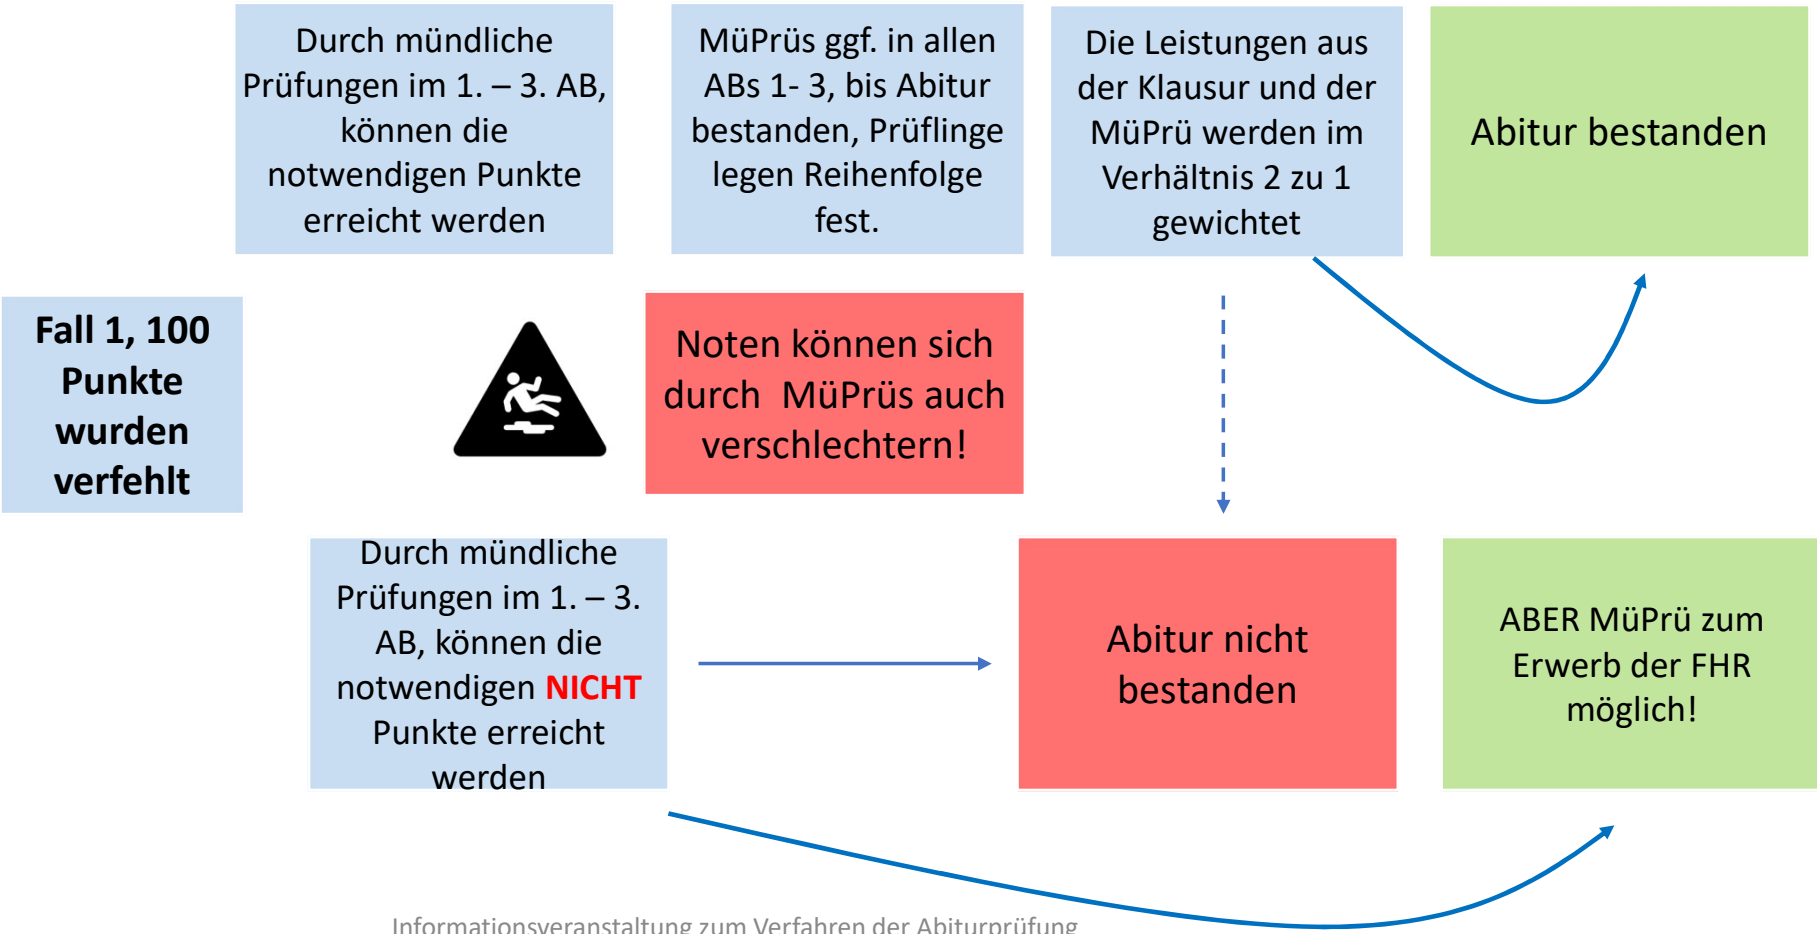 Durch mündliche
Prüfungen im 1. – 3. AB,
können die
notwendigen Punkte
erreicht werden
MüPrüs ggf. in allen
ABs 1- 3, bis Abitur
bestanden, Prüflinge
legen Reihenfolge
fest.
Die Leistungen aus
der Klausur und der
MüPrü werden im
Verhältnis 2 zu 1
gewichtet
Abitur bestanden
Fall 1, 100
Punkte
wurden
verfehlt
Noten können sich
durch  MüPrüs auch
verschlechtern!
Durch mündliche
Prüfungen im 1. – 3.
AB, können die
notwendigen NICHT
Punkte erreicht
werden
Abitur nicht
bestanden
ABER MüPrü zum
Erwerb der FHR
möglich!
Informationsveranstaltung zum Verfahren der Abiturprüfung